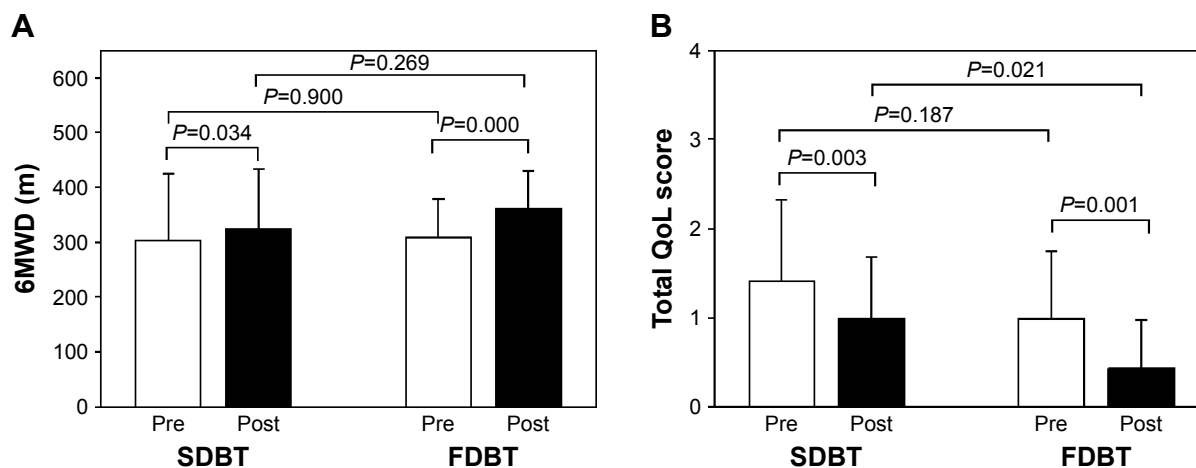 A
6MWD (m)
600
500
400
300
200
100
0
P=0.269
P=0.900
P=0.034
P=0.000
Pre
Post
Pre
Post
SDBT
FDBT
B
Total QoL score
4
3
2
1
0
P=0.021
P=0.187
P=0.003
P=0.001
Pre
Post
Pre
Post
SDBT
FDBT